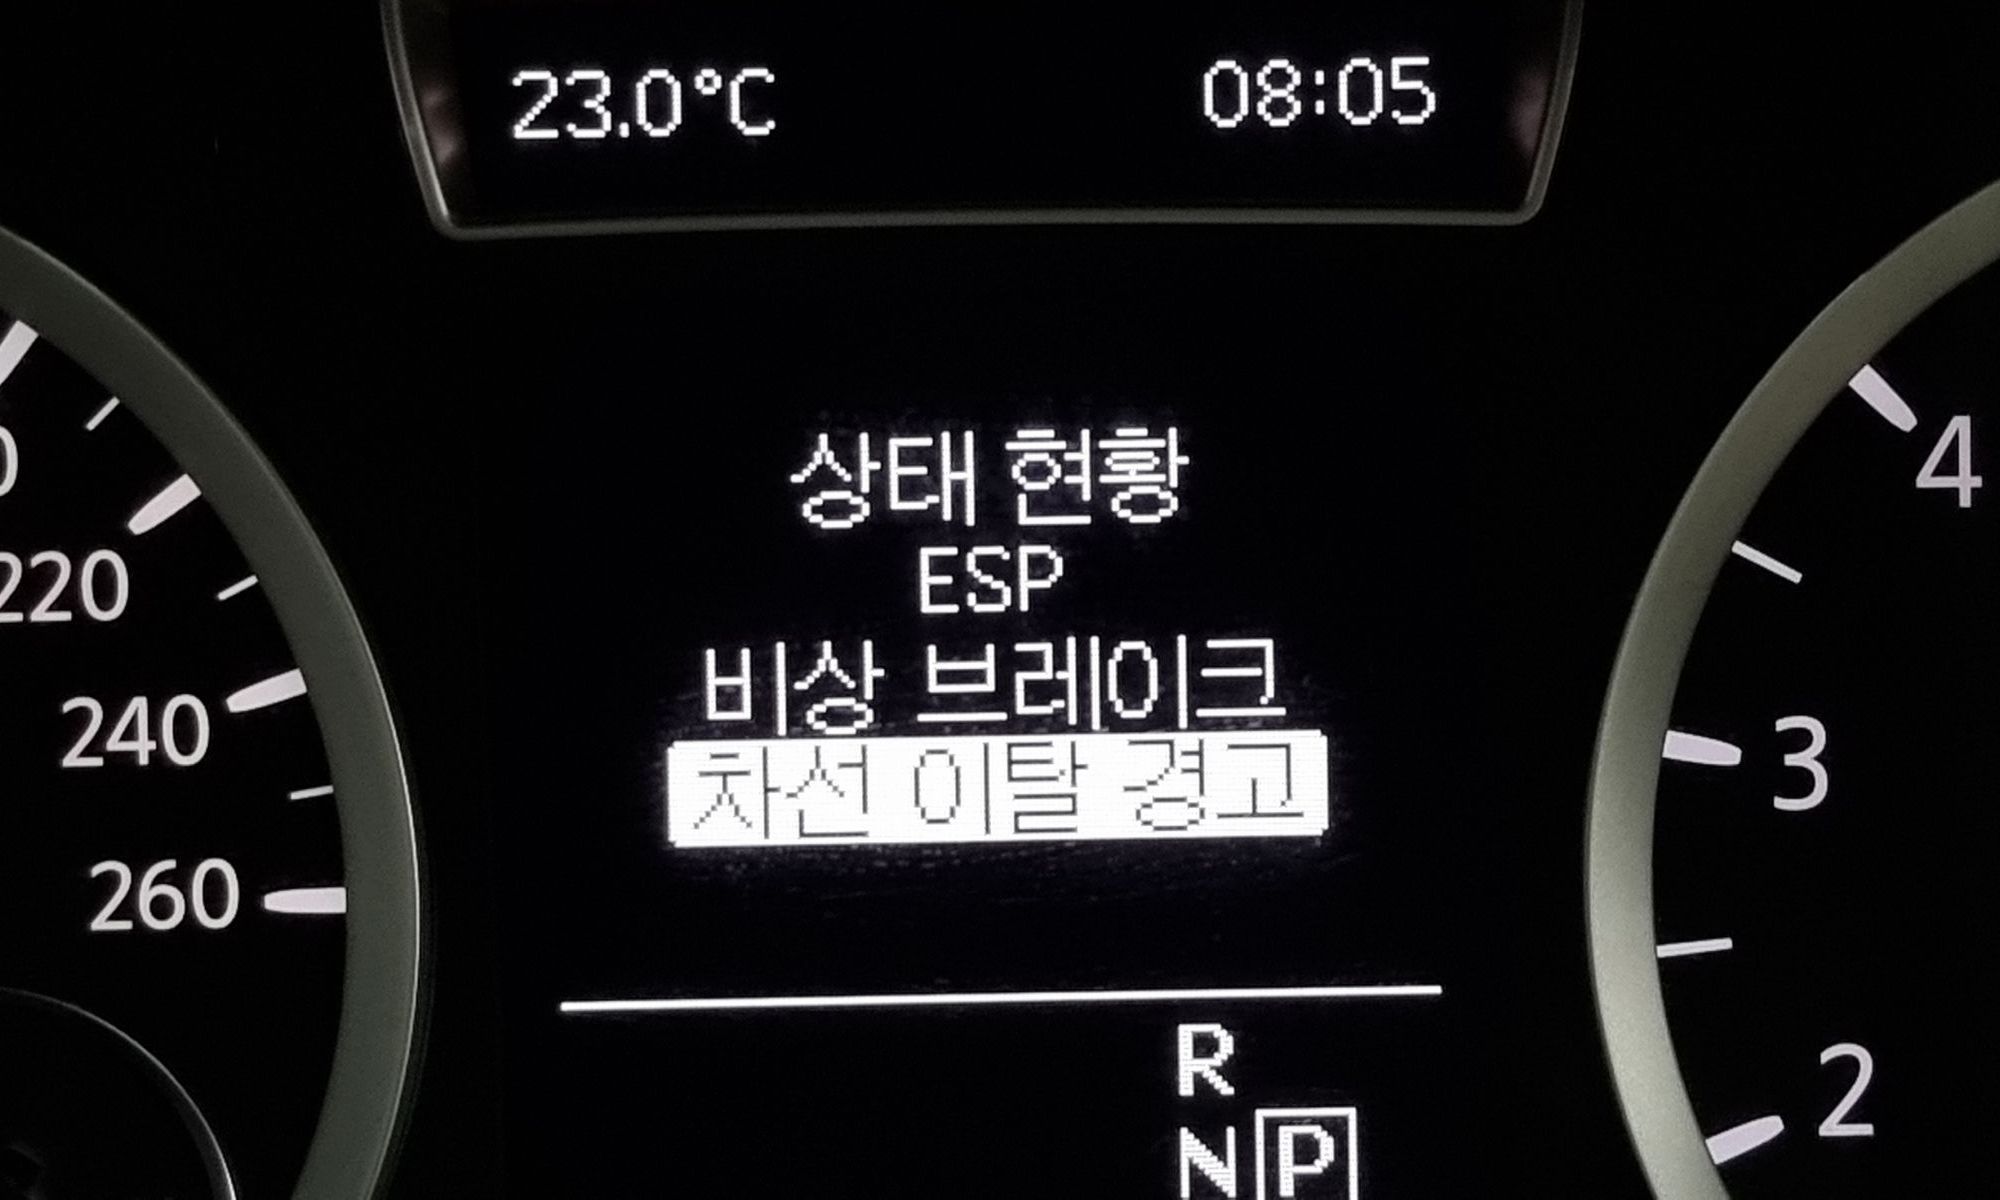 23.0°C 08:05
상태 현황
ESP
비상 브레이크
차선 이탈 경고
220
240
260
4
3
2
R
N P